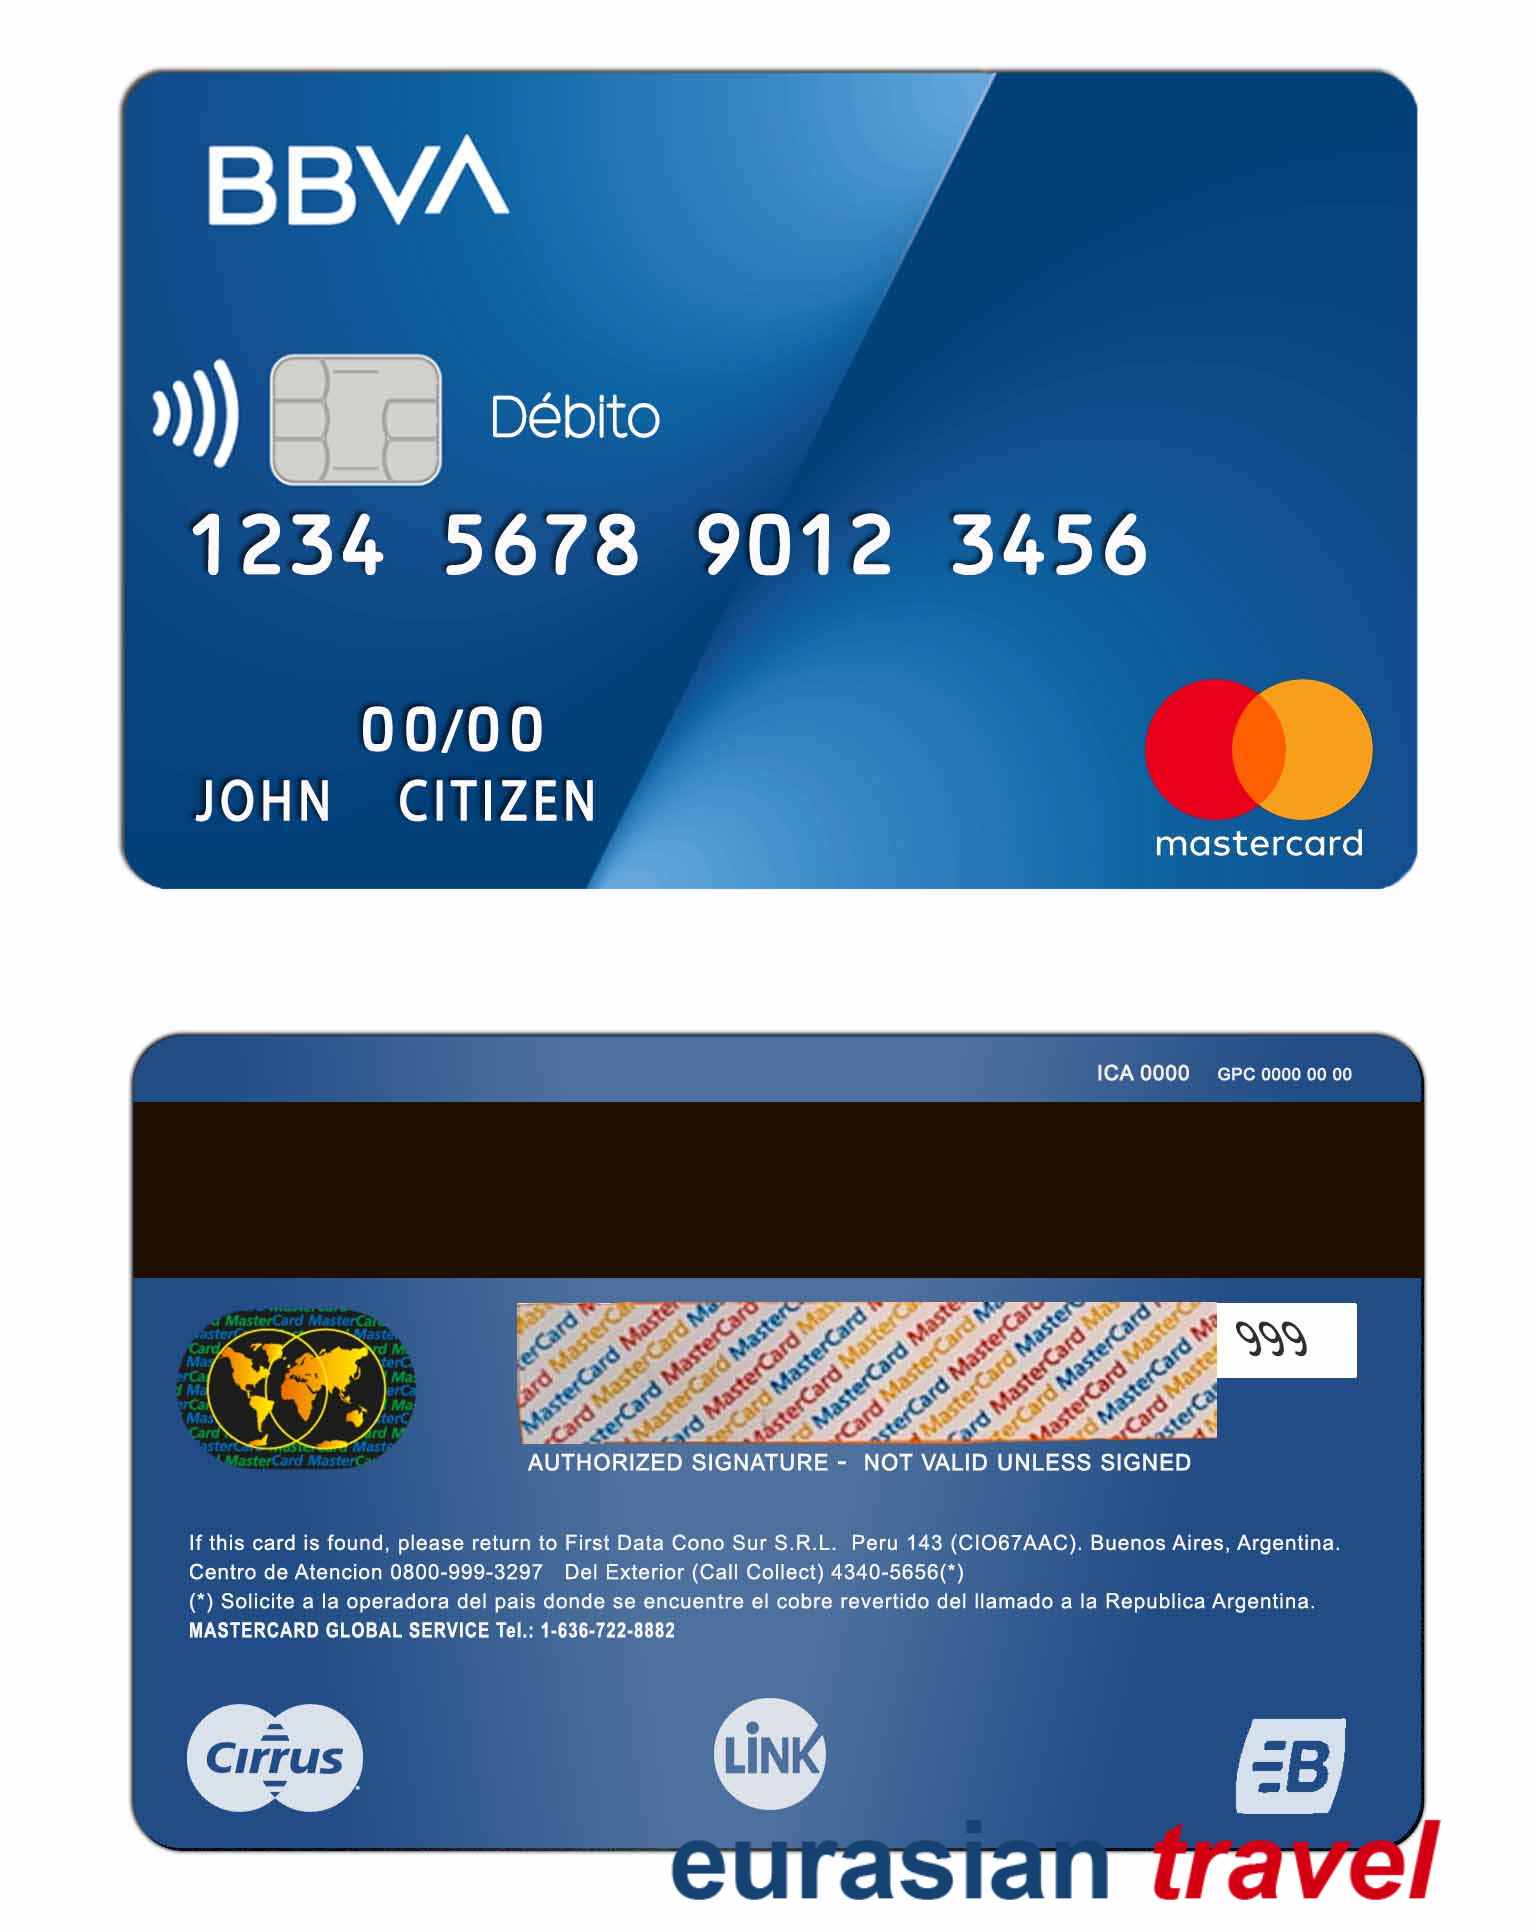 BBVA
Débito
1234 5678 9012 3456
00/00
JOHN CITIZEN
mastercard
ICA 0000 GPC 0000 00 00
999
AUTHORIZED SIGNATURE - NOT VALID UNLESS SIGNED
If this card is found, please return to First Data Cono Sur S.R.L. Peru 143 (CIO67AAC). Buenos Aires, Argentina.
Centro de Atencion 0800-999-3297 Del Exterior (Call Collect) 4340-5656(*)
(*) Solicite a la operadora del pais donde se encuentre el cobre revertido del llamado a la Republica Argentina.
MASTERCARD GLOBAL SERVICE Tel.: 1-636-722-8882
Cirrus
LINK
B
eurasian travel